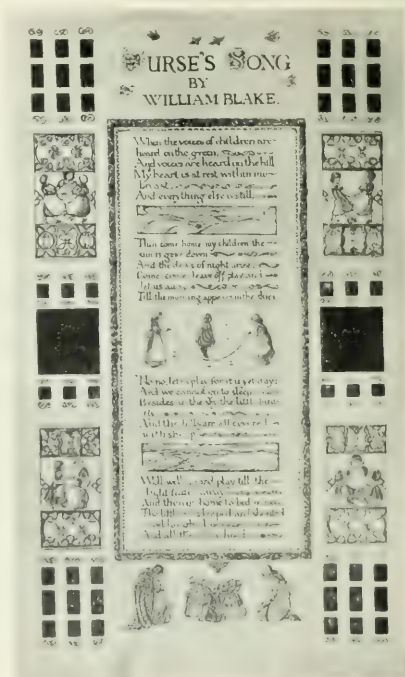 NURSE'S SONG
BY
WILLIAM BLAKE.
When the voices of children are
heard on the green,
And voices are heard on the hill
My heart is at rest within my
And everything else is still.
Then come home my children the
sun is gone down
And the dews of night arise
Come come leave off play and
let us away
Till the morning appears in the skies
No no let us play for it is yet day
And we cannot go to sleep
Besides in the sky the little birds
fly
And the hills are all covered
with sheep
Well well and play till the
light fades away
And then go home to bed
The little leaped and shouted
and laughed
And all the